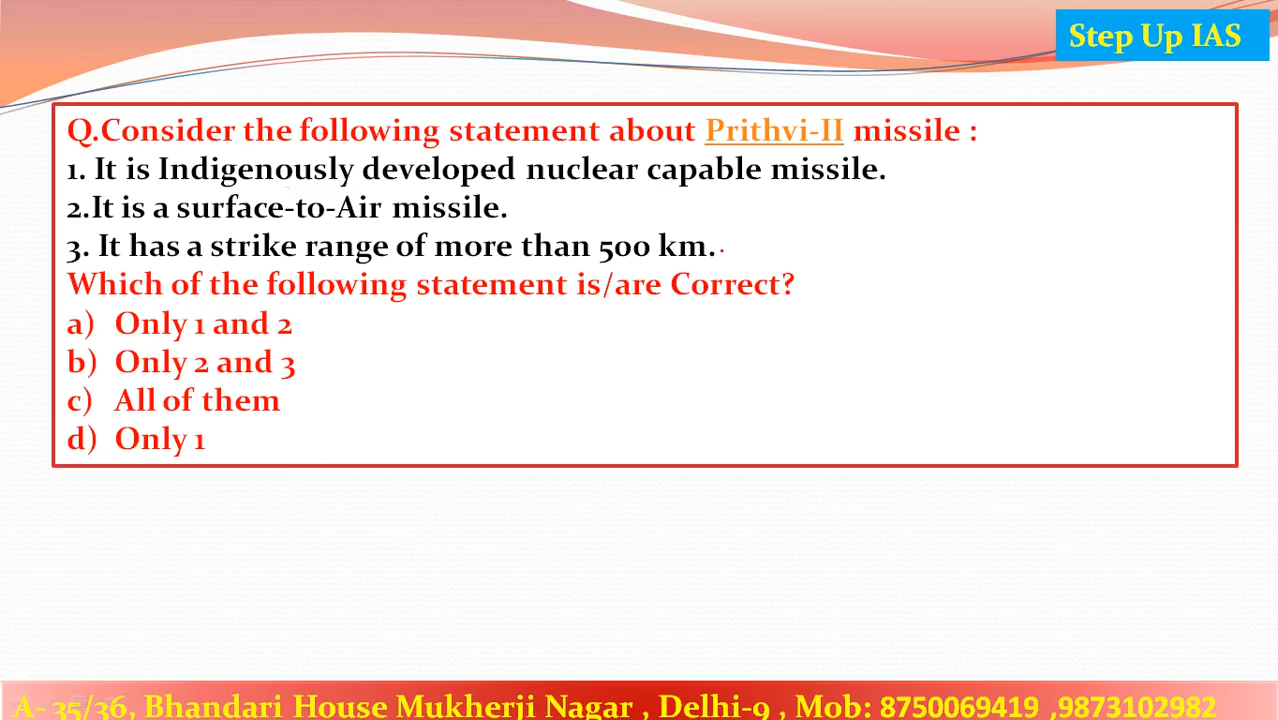 Step Up IAS
Q.Consider the following statement about Prithvi-II missile :
1. It is Indigenously developed nuclear capable missile.
2.It is a surface-to-Air missile.
3. It has a strike range of more than 500 km.
Which of the following statement is/are Correct?
a) Only 1 and 2
b) Only 2 and 3
c) All of them
d) Only 1
A- 35/36, Bhandari House Mukherji Nagar , Delhi-9 , Mob: 8750069419 ,9873102982